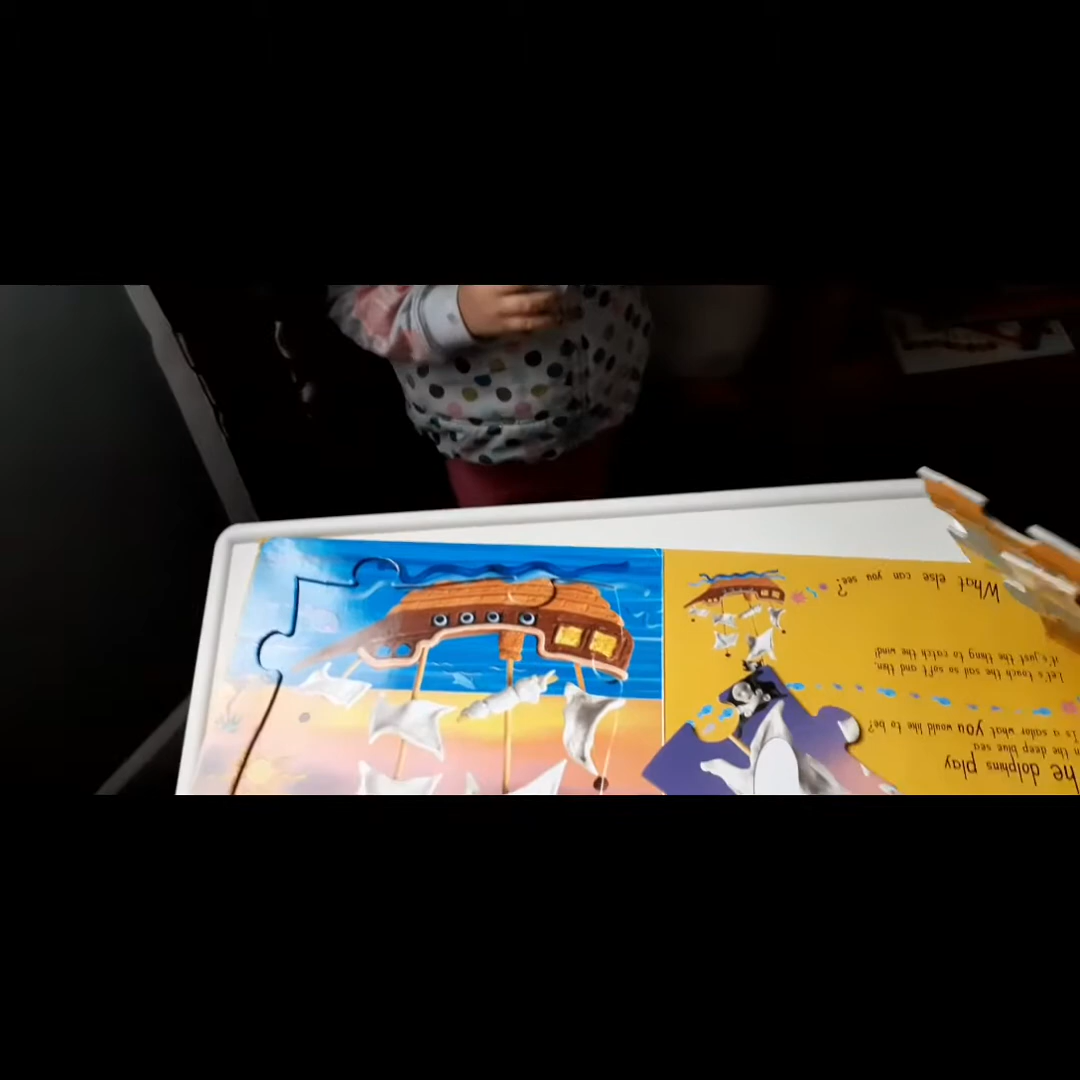 he dolphins play
n the deep blue sea
Is a sailor what you would like to be?
Let's touch the sail so soft and thin,
it's just the thing to catch the wind!
What else can you see?